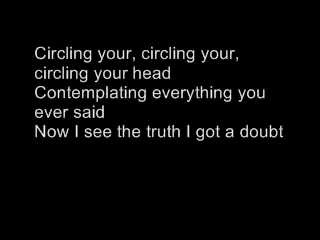 Circling your, circling your,
circling your head
Contemplating everything you
ever said
Now I see the truth I got a doubt